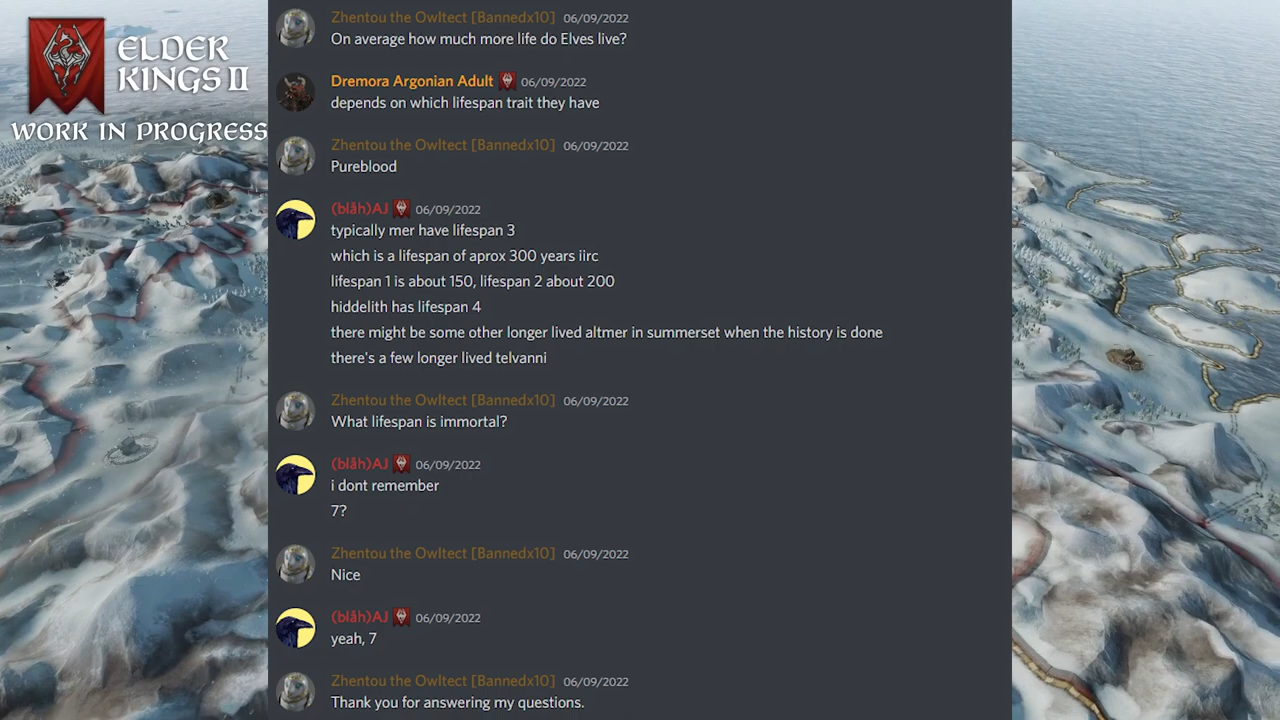 ELDER
KINGS II
WORK IN PROGRESS
Zhentou the Owltect [Bannedx10] 06/09/2022
On average how much more life do Elves live?
Dremora Argonian Adult 06/09/2022
depends on which lifespan trait they have
Zhentou the Owltect [Bannedx10] 06/09/2022
Pureblood
(blåh)AJ 06/09/2022
typically mer have lifespan 3
which is a lifespan of aprox 300 years iirc
lifespan 1 is about 150, lifespan 2 about 200
hiddelith has lifespan 4
there might be some other longer lived altmer in summerset when the history is done
there's a few longer lived telvanni
Zhentou the Owltect [Bannedx10] 06/09/2022
What lifespan is immortal?
(blåh)AJ 06/09/2022
i dont remember
7?
Zhentou the Owltect [Bannedx10] 06/09/2022
Nice
(blåh)AJ 06/09/2022
yeah, 7
Zhentou the Owltect [Bannedx10] 06/09/2022
Thank you for answering my questions.